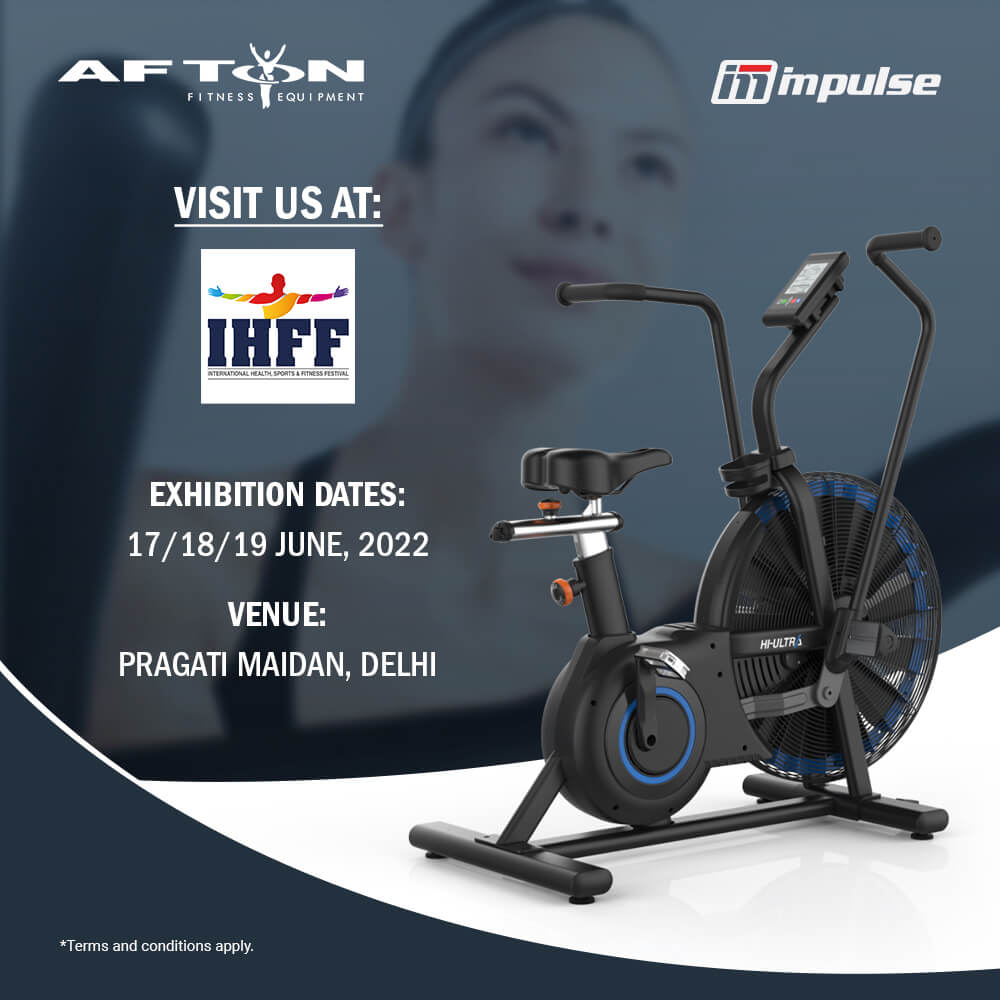 AFTON
FITNESS EQUIPMENT
impulse
VISIT US AT:
IHFF
INTERNATIONAL HEALTH, SPORTS & FITNESS FESTIVAL
EXHIBITION DATES:
17/18/19 JUNE, 2022
VENUE:
PRAGATI MAIDAN, DELHI
HI-ULTRA
*Terms and conditions apply.